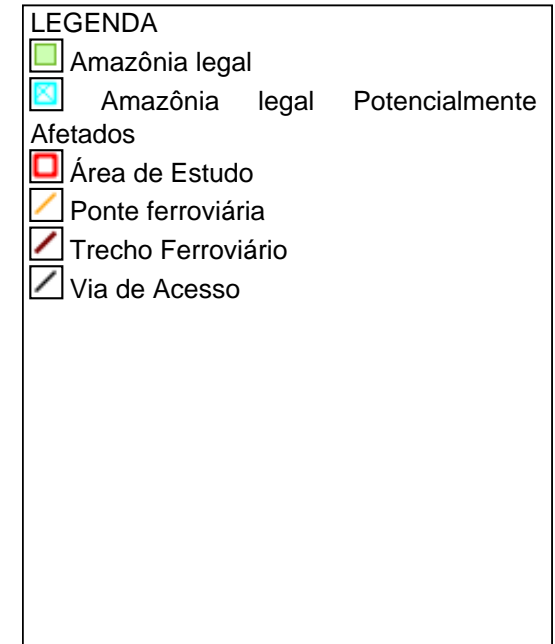 LEGENDA
Amazônia legal
Amazônia legal Potencialmente
Afetados
Área de Estudo
Ponte ferroviária
Trecho Ferroviário
Via de Acesso